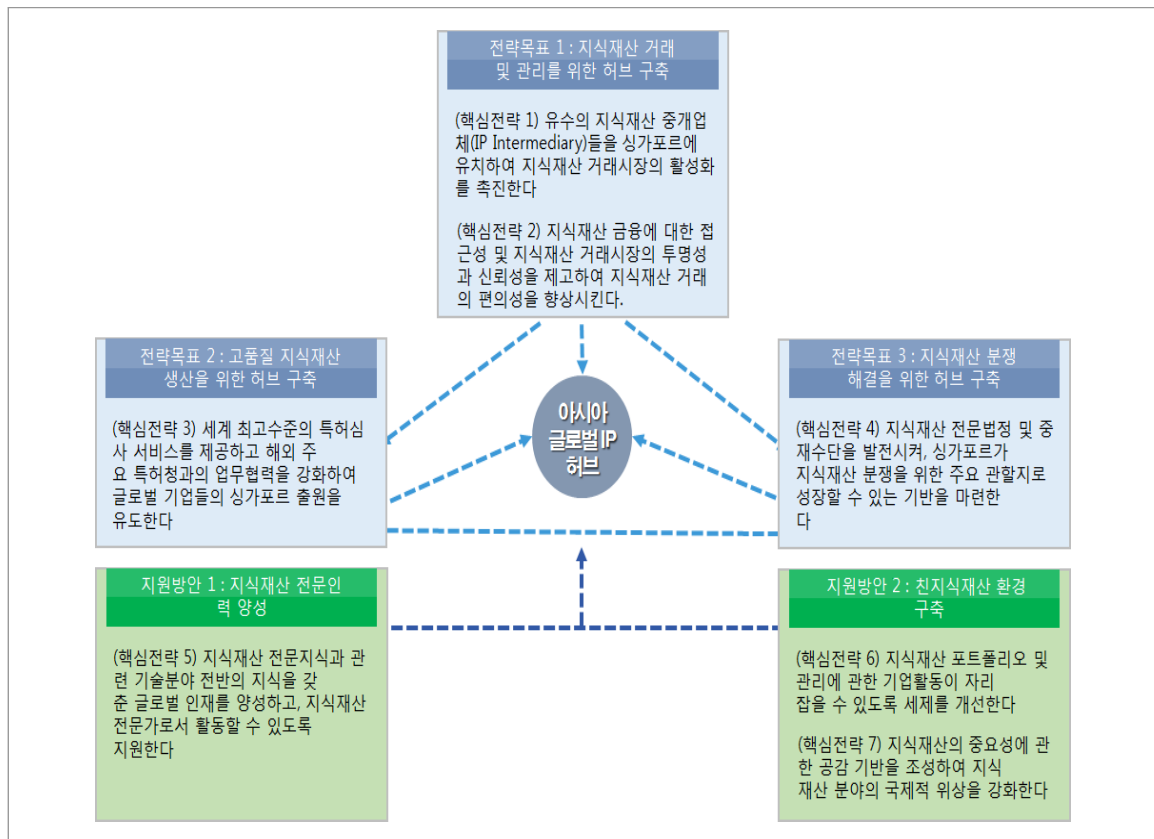 전략목표 1 : 지식재산 거래
및 관리를 위한 허브 구축
(핵심전략 1) 유수의 지식재산 중개업
체(IP Intermediary)들을 싱가포르에
유치하여 지식재산 거래시장의 활성화
를 촉진한다
(핵심전략 2) 지식재산 금융에 대한 접
근성 및 지식재산 거래시장의 투명성
과 신뢰성을 제고하여 지식재산 거래
의 편의성을 향상시킨다.
전략목표 2 : 고품질 지식재산
생산을 위한 허브 구축
(핵심전략 3) 세계 최고수준의 특허심
사 서비스를 제공하고 해외 주
요 특허청과의 업무협력을 강화하여
글로벌 기업들의 싱가포르 출원을
유도한다
아시아
글로벌 IP
허브
전략목표 3 : 지식재산 분쟁
해결을 위한 허브 구축
(핵심전략 4) 지식재산 전문법정 및 중
재수단을 발전시켜, 싱가포르가
지식재산 분쟁을 위한 주요 관할지로
성장할 수 있는 기반을 마련한
다
지원방안 1 : 지식재산 전문인
력 양성
(핵심전략 5) 지식재산 전문지식과 관
련 기술분야 전반의 지식을 갖
춘 글로벌 인재를 양성하고, 지식재산
전문가로서 활동할 수 있도록
지원한다
지원방안 2 : 친지식재산 환경
구축
(핵심전략 6) 지식재산 포트폴리오 및
관리에 관한 기업활동이 자리
잡을 수 있도록 세제를 개선한다
(핵심전략 7) 지식재산의 중요성에 관
한 공감 기반을 조성하여 지식
재산 분야의 국제적 위상을 강화한다